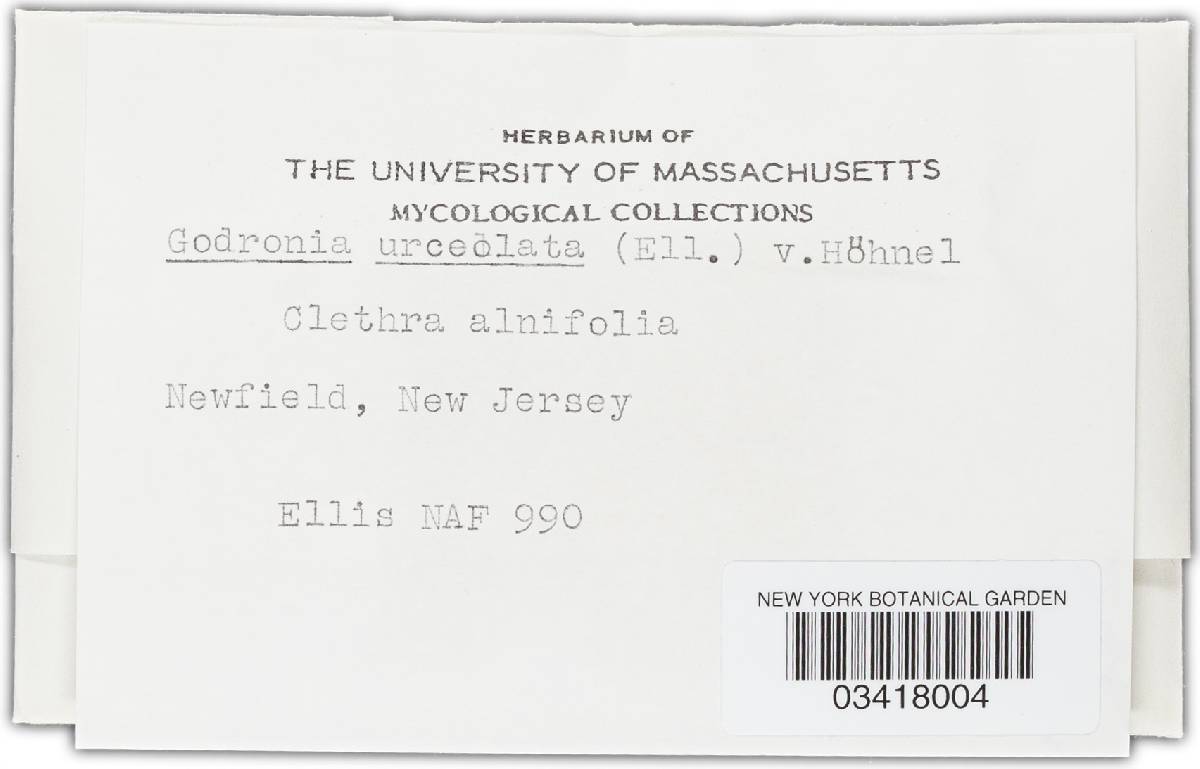 HERBARIUM OF
THE UNIVERSITY OF MASSACHUSETTS
MYCOLOGICAL COLLECTIONS
Godronia urceolata (Ell.) v.Höhnel
Clethra alnifolia
Newfield, New Jersey
Ellis NAF 990
NEW YORK BOTANICAL GARDEN
03418004